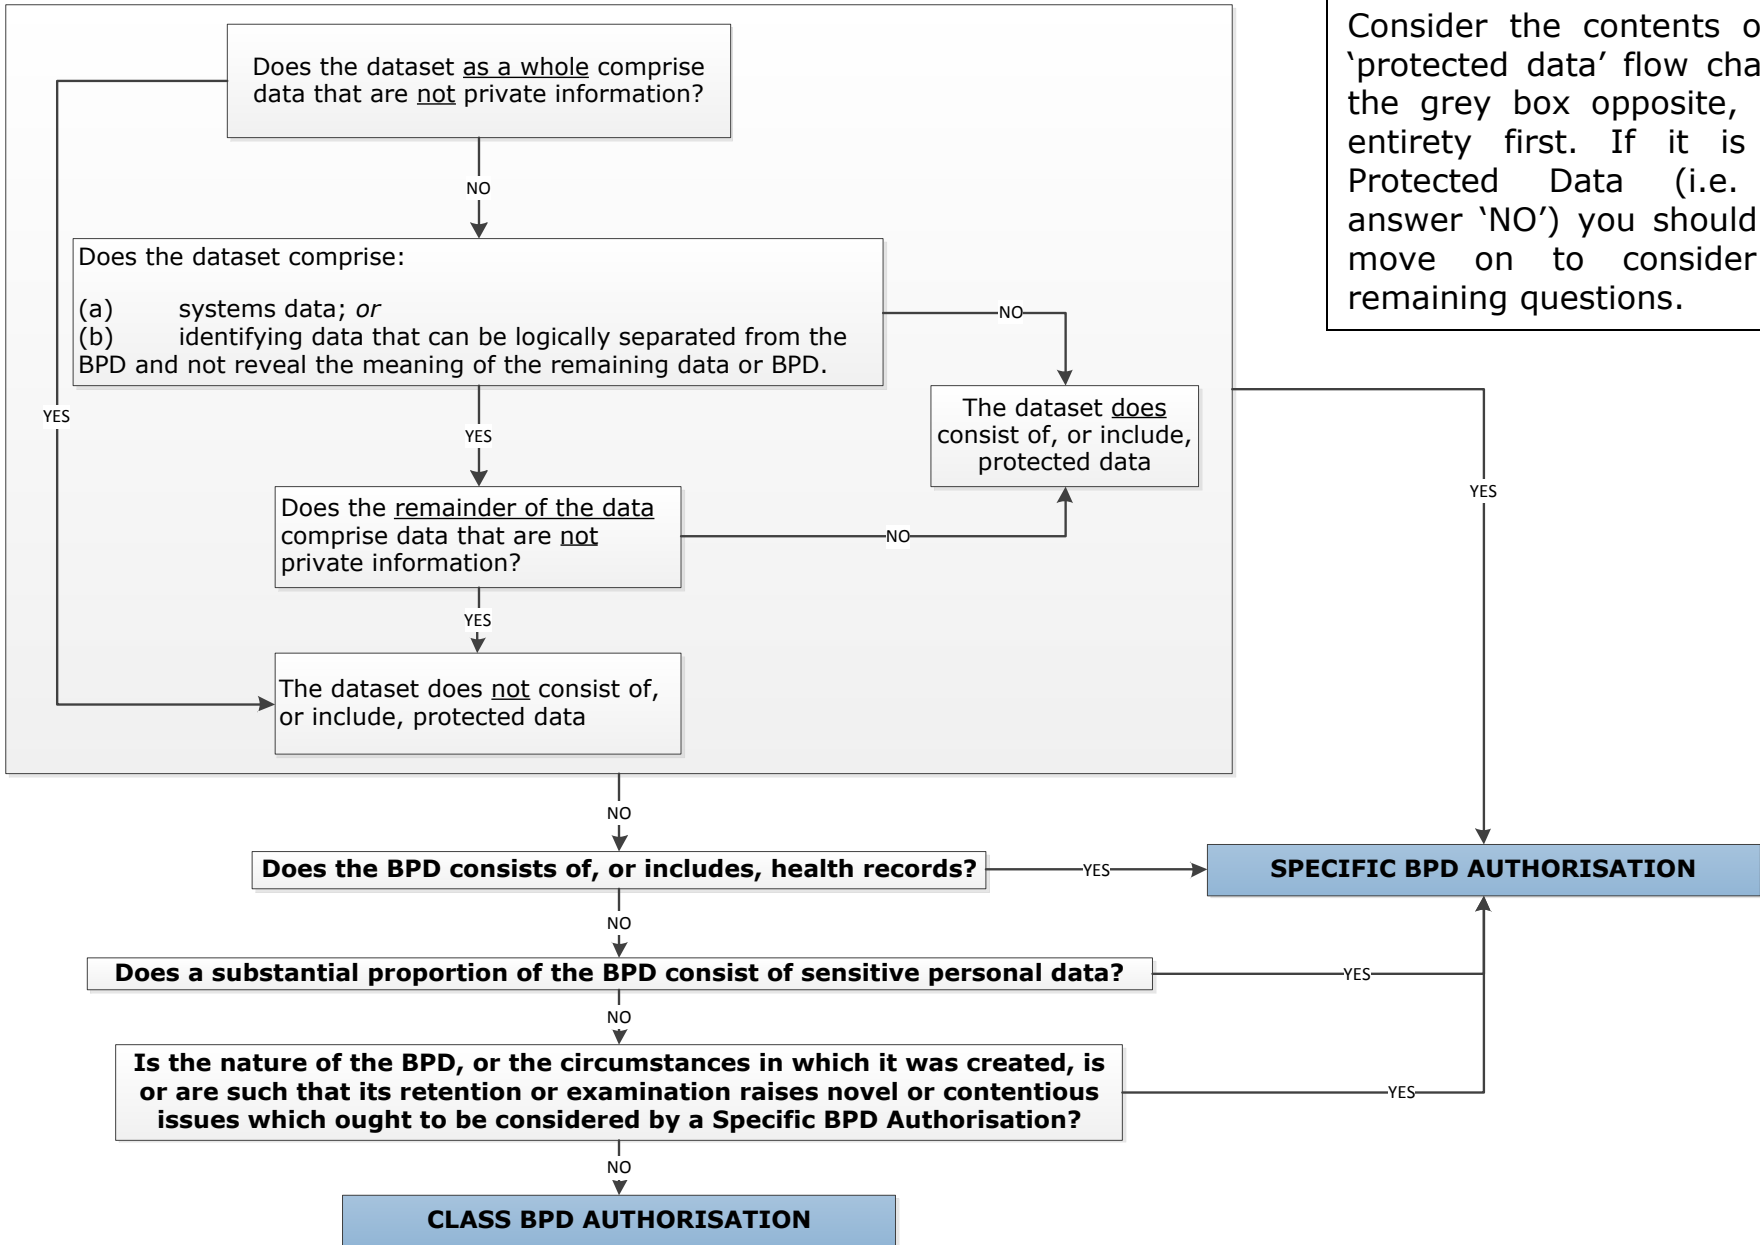 Does the dataset as a whole comprise
data that are not private information?
Consider the contents o
‘protected data’ flow cha
the grey box opposite,
entirety first. If it is
Protected Data (i.e.
answer ‘NO’) you should
move on to consider
remaining questions.
NO
Does the dataset comprise:
(a) systems data; or
(b) identifying data that can be logically separated from the
BPD and not reveal the meaning of the remaining data or BPD.
NO
YES
YES
The dataset does
consist of, or include,
protected data
YES
Does the remainder of the data
comprise data that are not
private information?
NO
YES
The dataset does not consist of,
or include, protected data
NO
Does the BPD consists of, or includes, health records?
YES
SPECIFIC BPD AUTHORISATION
NO
Does a substantial proportion of the BPD consist of sensitive personal data?
YES
NO
Is the nature of the BPD, or the circumstances in which it was created, is
or are such that its retention or examination raises novel or contentious
issues which ought to be considered by a Specific BPD Authorisation?
YES
NO
CLASS BPD AUTHORISATION